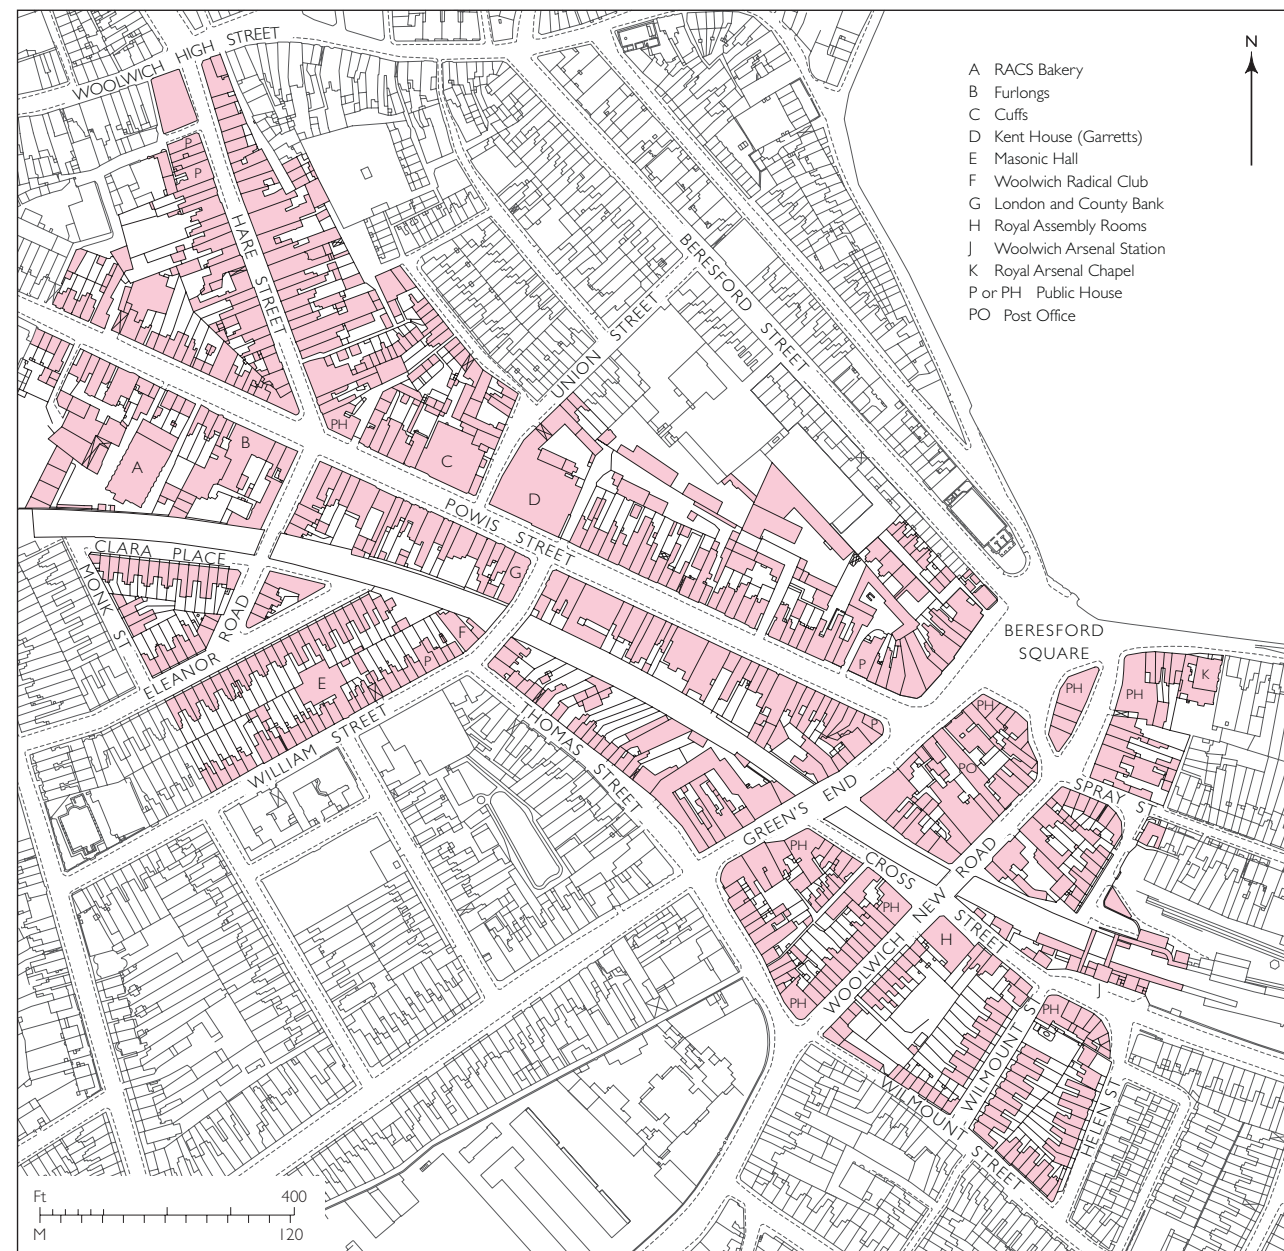 WOOLWICH HIGH STREET
N
A RACS Bakery
B Furlongs
C Cuffs
D Kent House (Garretts)
E Masonic Hall
F Woolwich Radical Club
G London and County Bank
H Royal Assembly Rooms
J Woolwich Arsenal Station
K Royal Arsenal Chapel
P or PH Public House
PO Post Office
P
P
HARE STREET
BERESFORD STREET
UNION STREET
PH
B
A
C
D
POWIS STREET
CLARA PLACE
MONK ST
G
ELEANOR ROAD
F
P
E
WILLIAM STREET
THOMAS STREET
BERESFORD
SQUARE
P
P
PH
PH
PH
K
PO
GREEN'S END
SPRAY ST
PH
CROSS STREET
WOOLWICH NEW ROAD
PH
H
PH
J
PH
WILMOUNT ST
WILMOUNT STREET
HELEN ST
Ft 400
M 120